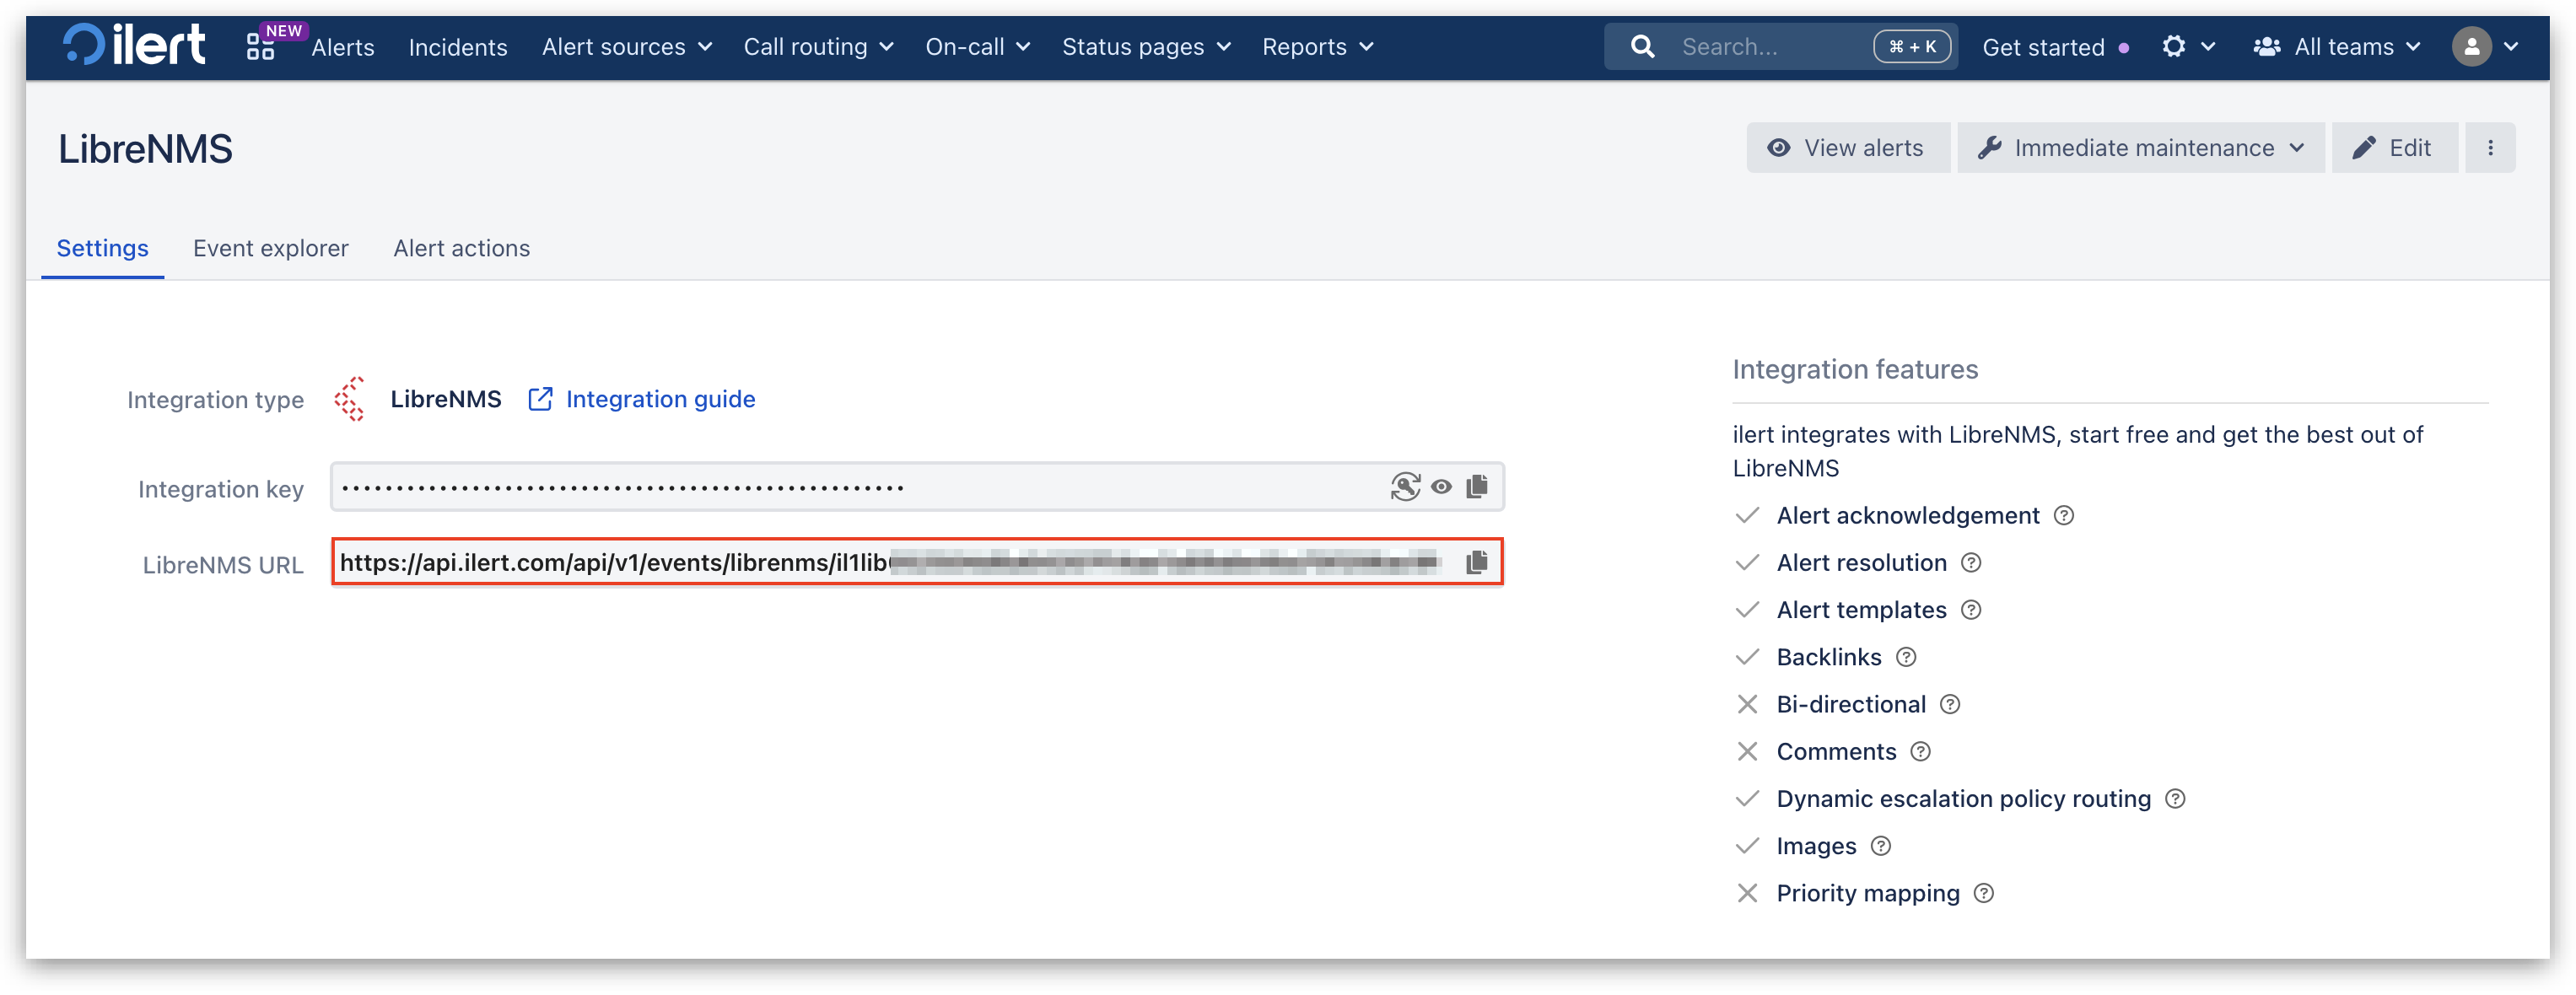 ilert NEW Alerts Incidents Alert sources Call routing On-call Status pages Reports Search... ⌘ + K Get started All teams
LibreNMS View alerts Immediate maintenance Edit
Settings Event explorer Alert actions
Integration type LibreNMS Integration guide
Integration key ••••••••••••••••••••••••••••••••••••••••••••••••••••
LibreNMS URL https://api.ilert.com/api/v1/events/librenms/il1lib
Integration features
ilert integrates with LibreNMS, start free and get the best out of
LibreNMS
Alert acknowledgement
Alert resolution
Alert templates
Backlinks
Bi-directional
Comments
Dynamic escalation policy routing
Images
Priority mapping